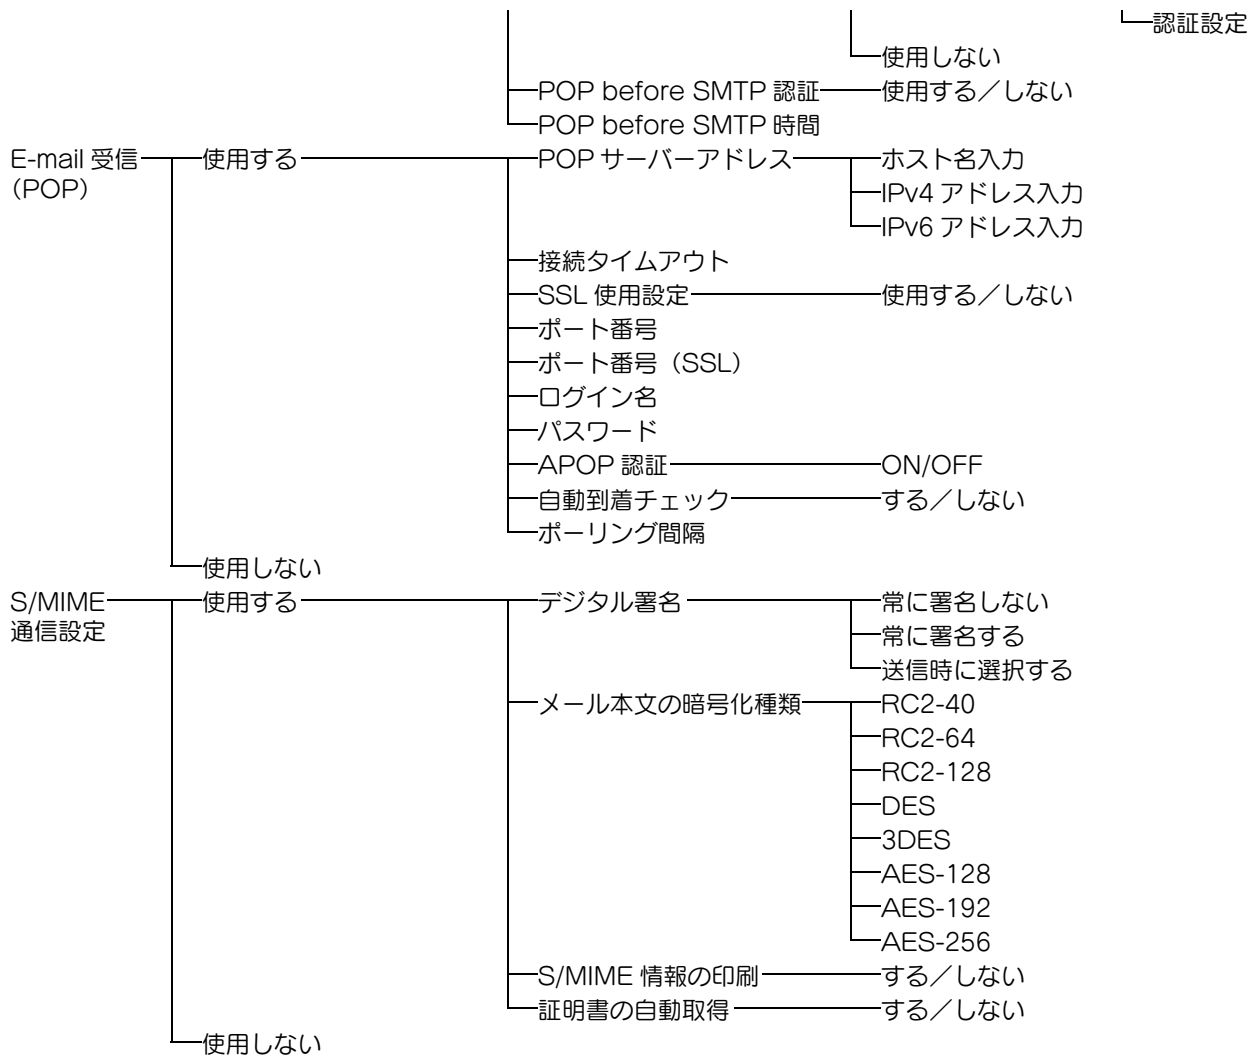 認証設定
使用しない
POP before SMTP 認証 使用する／しない
POP before SMTP 時間
E-mail 受信 使用する POP サーバーアドレス ホスト名入力
（POP） IPv4 アドレス入力
IPv6 アドレス入力
接続タイムアウト
SSL 使用設定 使用する／しない
ポート番号
ポート番号（SSL）
ログイン名
パスワード
APOP 認証 ON/OFF
自動到着チェック する／しない
ポーリング間隔
使用しない
S/MIME 使用する デジタル署名 常に署名しない
通信設定 常に署名する
送信時に選択する
メール本文の暗号化種類 RC2-40
RC2-64
RC2-128
DES
3DES
AES-128
AES-192
AES-256
S/MIME 情報の印刷 する／しない
証明書の自動取得 する／しない
使用しない